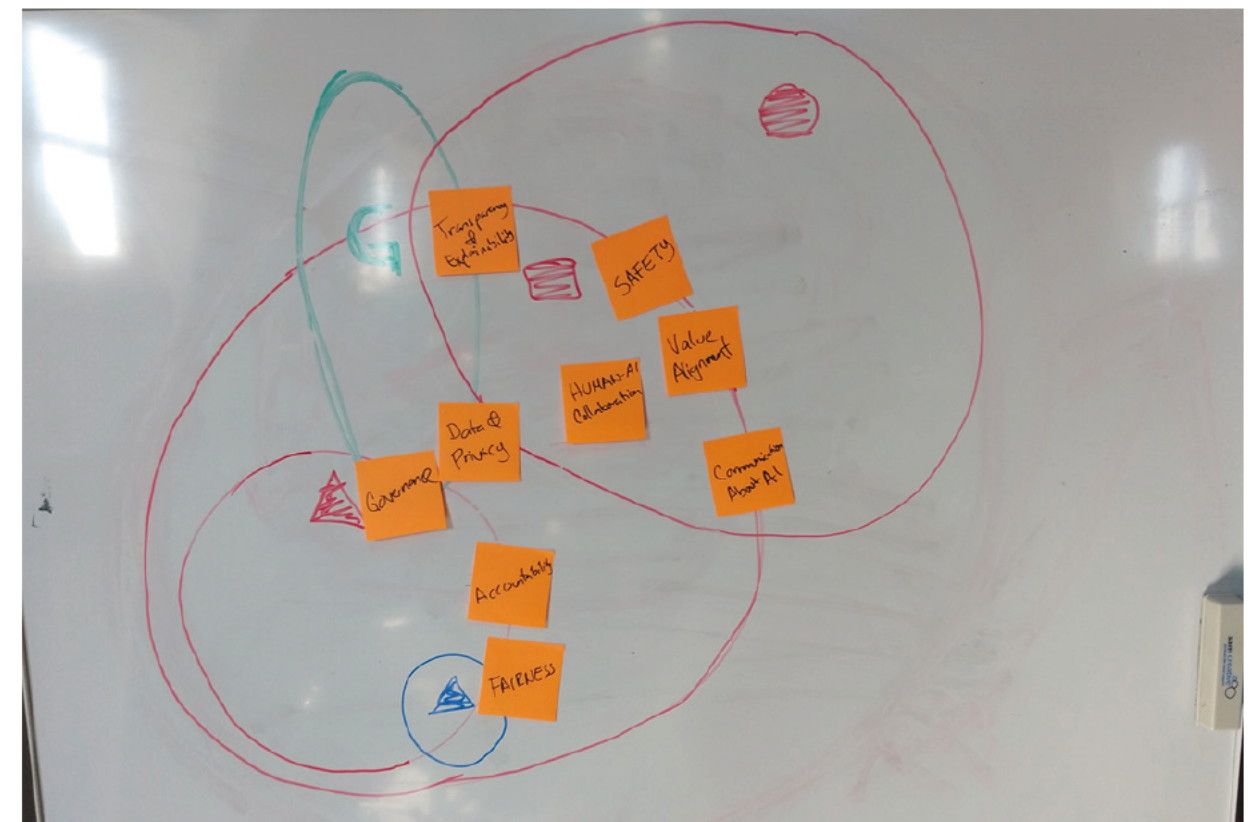 G
Transparency
&
Explainability
SAFETY
Value
Alignment
HUMAN-AI
Collaboration
Data &
Privacy
Communication
About AI
Governance
Accountability
FAIRNESS